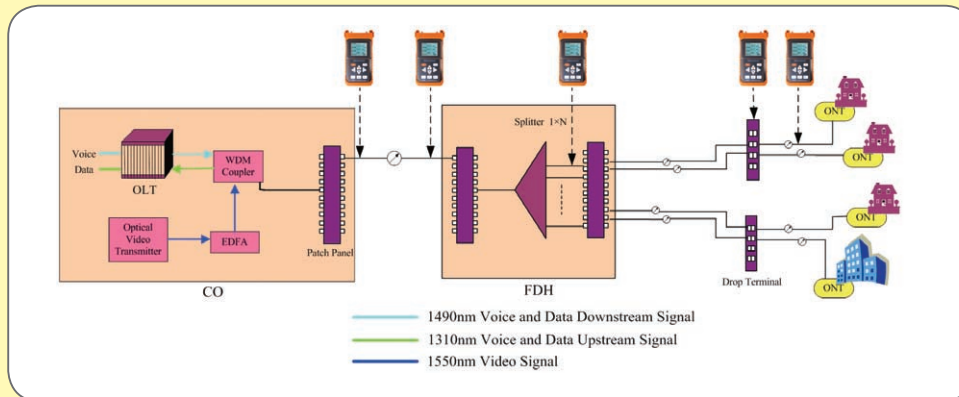 Splitter 1×N
Voice
Data
OLT
WDM
Coupler
Optical
Video
Transmitter
EDFA
Patch Panel
CO
FDH
Drop Terminal
ONT
ONT
ONT
ONT
1490nm Voice and Data Downstream Signal
1310nm Voice and Data Upstream Signal
1550nm Video Signal